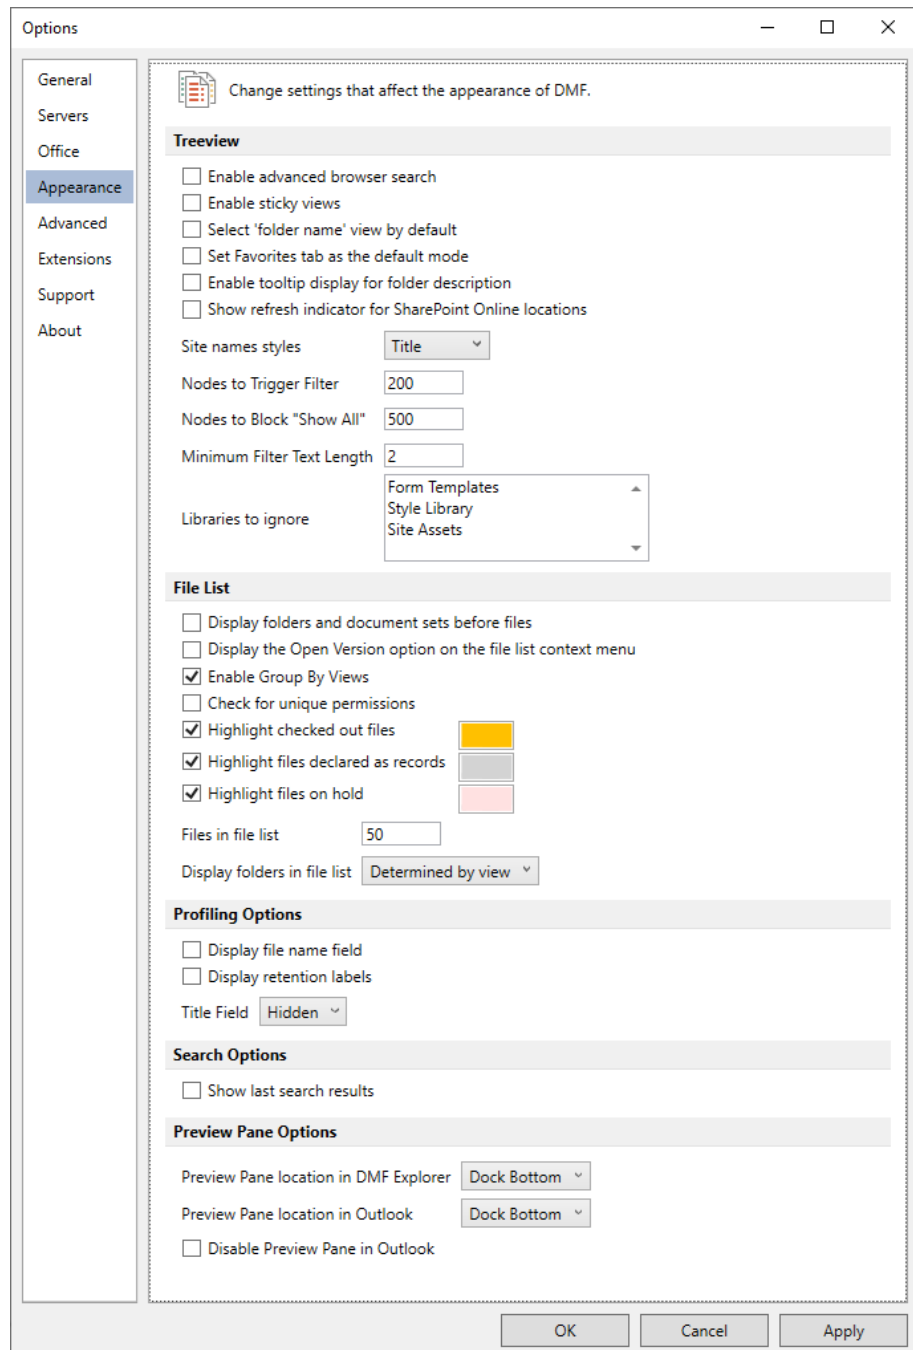 Options
General
Servers
Office
Appearance
Advanced
Extensions
Support
About
Change settings that affect the appearance of DMF.
Treeview
Enable advanced browser search
Enable sticky views
Select 'folder name' view by default
Set Favorites tab as the default mode
Enable tooltip display for folder description
Show refresh indicator for SharePoint Online locations
Site names styles Title
Nodes to Trigger Filter 200
Nodes to Block "Show All" 500
Minimum Filter Text Length 2
Libraries to ignore
Form Templates
Style Library
Site Assets
File List
Display folders and document sets before files
Display the Open Version option on the file list context menu
Enable Group By Views
Check for unique permissions
Highlight checked out files
Highlight files declared as records
Highlight files on hold
Files in file list 50
Display folders in file list Determined by view
Profiling Options
Display file name field
Display retention labels
Title Field Hidden
Search Options
Show last search results
Preview Pane Options
Preview Pane location in DMF Explorer Dock Bottom
Preview Pane location in Outlook Dock Bottom
Disable Preview Pane in Outlook
OK Cancel Apply